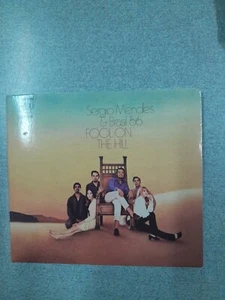 Sergio Mendes
& Brasil '66
FOOL ON
THE HILL